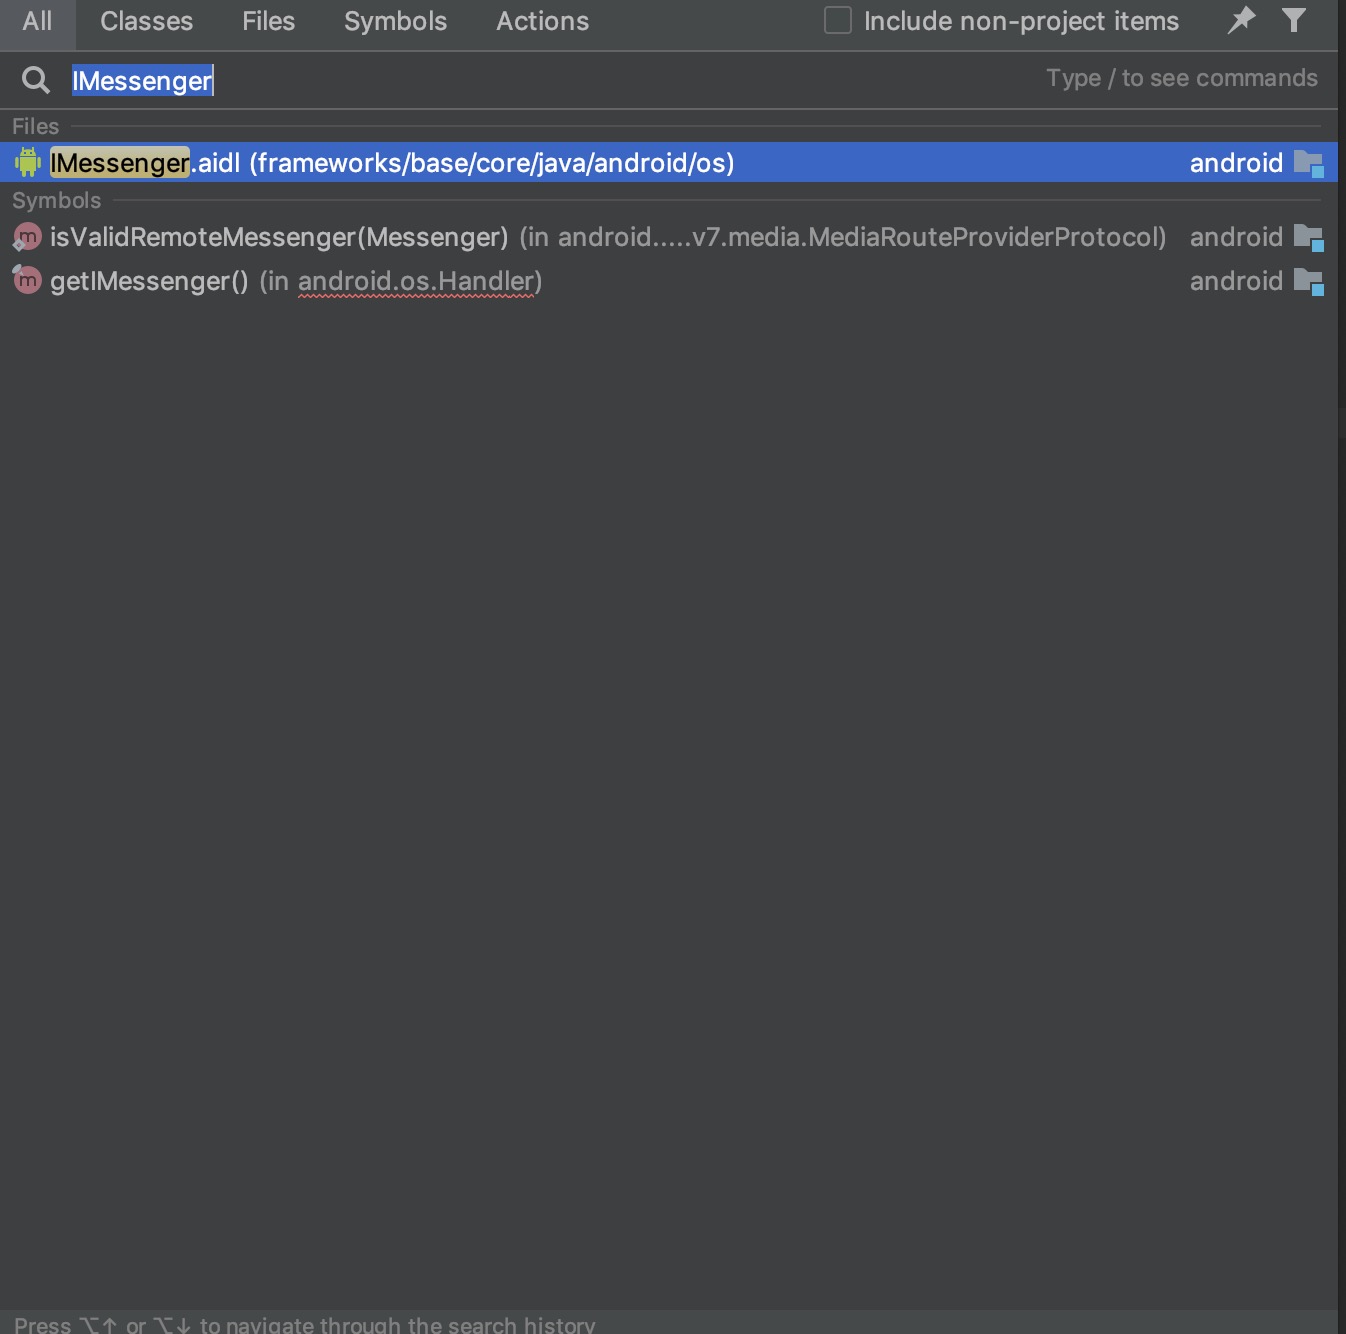 All Classes Files Symbols Actions Include non-project items
IMessenger Type / to see commands
Files
IMessenger.aidl (frameworks/base/core/java/android/os) android
Symbols
m isValidRemoteMessenger(Messenger) (in android.....v7.media.MediaRouteProviderProtocol) android
m getIMessenger() (in android.os.Handler) android
Press ⌥↑ or ⌥↓ to navigate through the search history